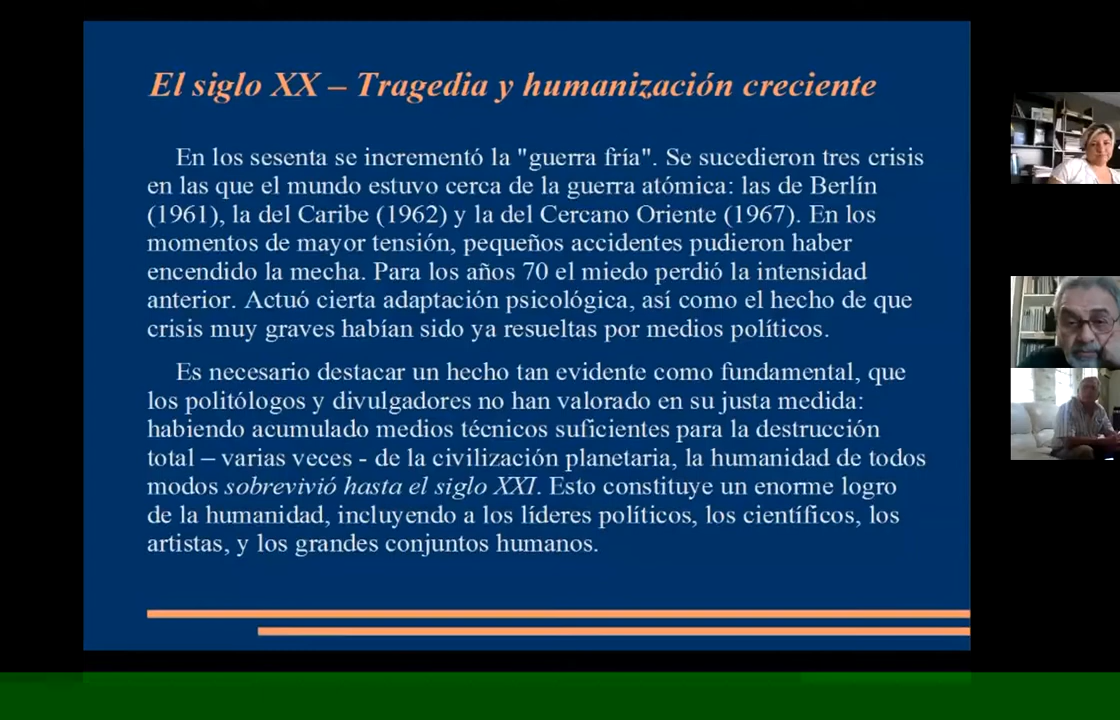 El siglo XX – Tragedia y humanización creciente
En los sesenta se incrementó la "guerra fría". Se sucedieron tres crisis
en las que el mundo estuvo cerca de la guerra atómica: las de Berlín
(1961), la del Caribe (1962) y la del Cercano Oriente (1967). En los
momentos de mayor tensión, pequeños accidentes pudieron haber
encendido la mecha. Para los años 70 el miedo perdió la intensidad
anterior. Actuó cierta adaptación psicológica, así como el hecho de que
crisis muy graves habían sido ya resueltas por medios políticos.
Es necesario destacar un hecho tan evidente como fundamental, que
los politólogos y divulgadores no han valorado en su justa medida:
habiendo acumulado medios técnicos suficientes para la destrucción
total – varias veces - de la civilización planetaria, la humanidad de todos
modos sobrevivió hasta el siglo XXI. Esto constituye un enorme logro
de la humanidad, incluyendo a los líderes políticos, los científicos, los
artistas, y los grandes conjuntos humanos.